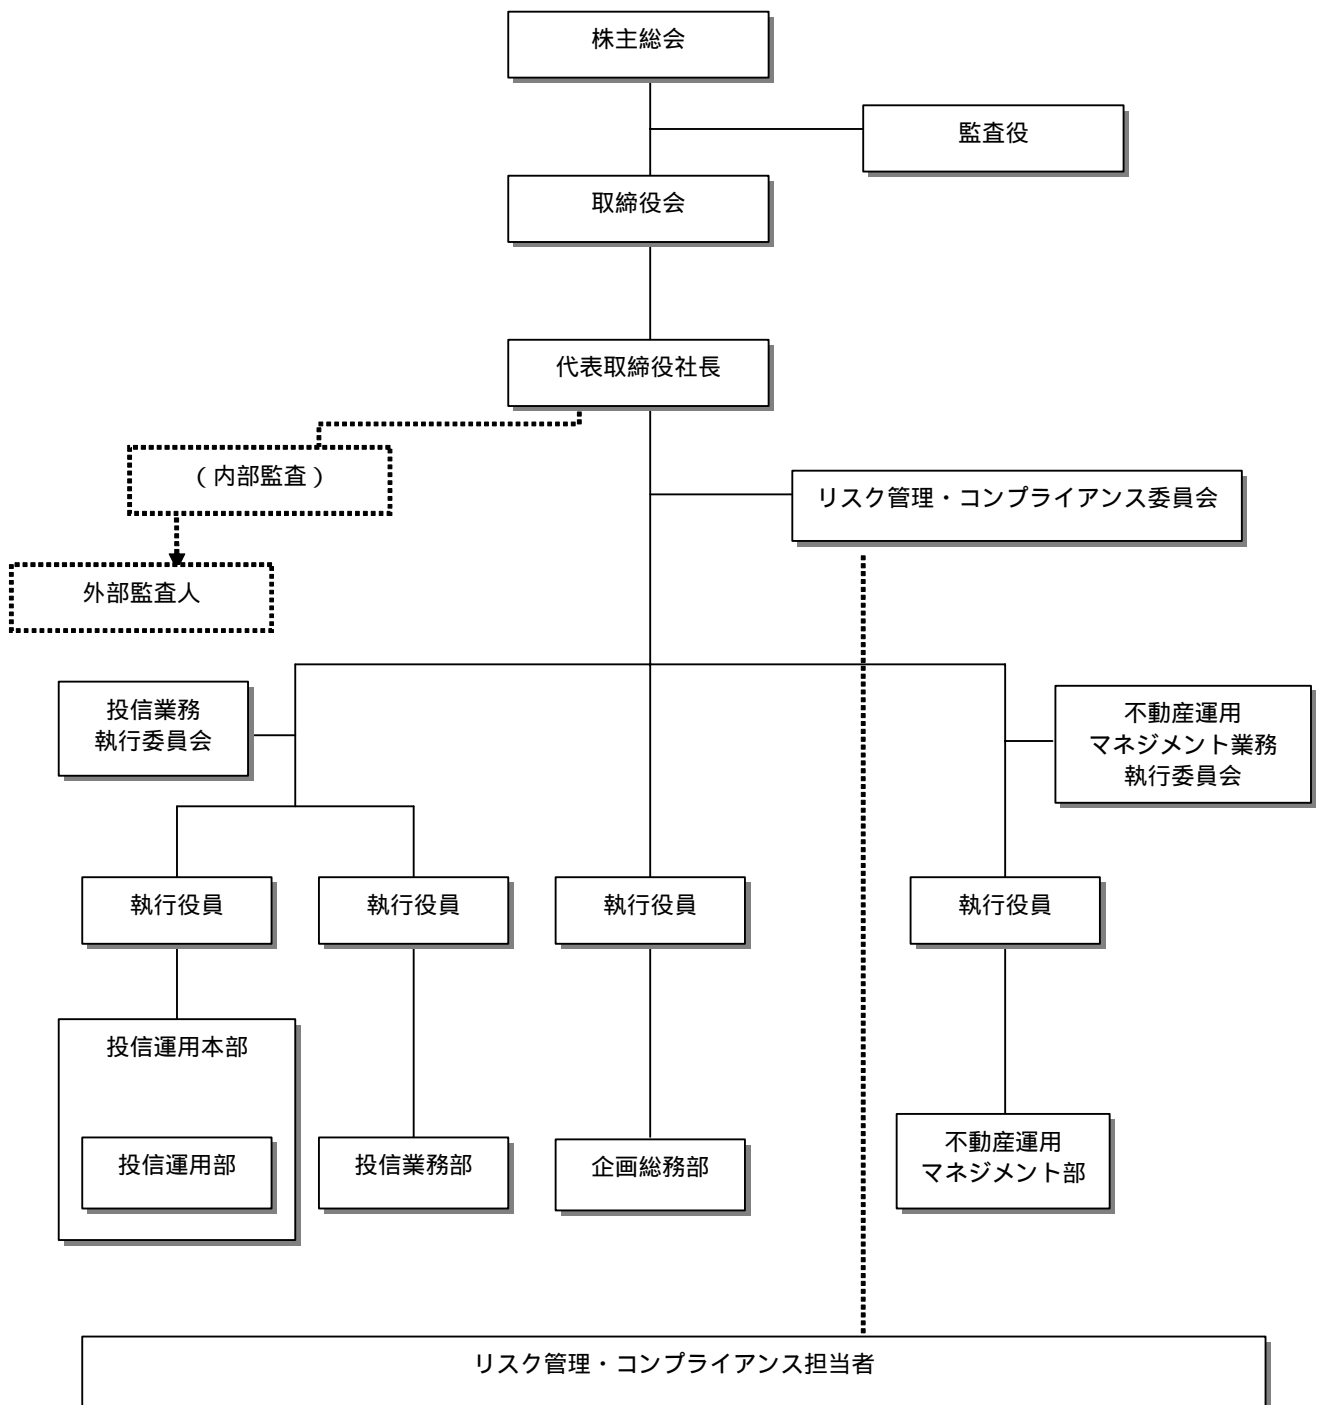 株主総会
監査役
取締役会
代表取締役社長
（内部監査）
リスク管理・コンプライアンス委員会
外部監査人
投信業務
執行委員会
不動産運用
マネジメント業務
執行委員会
執行役員
執行役員
執行役員
執行役員
投信運用本部
投信運用部
投信業務部
企画総務部
不動産運用
マネジメント部
リスク管理・コンプライアンス担当者